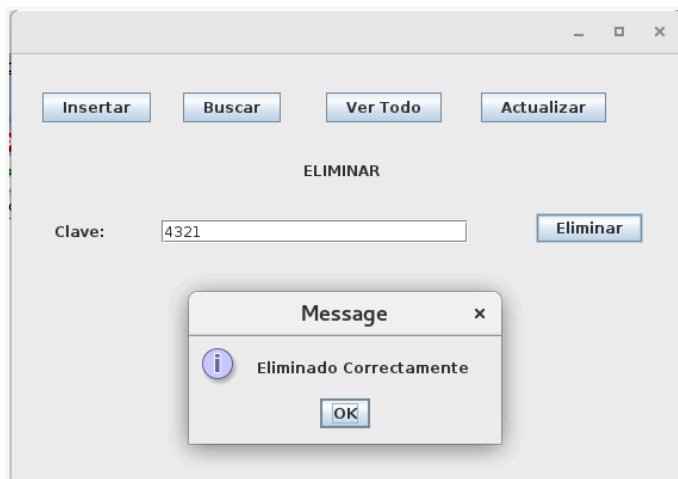 Insertar Buscar Ver Todo Actualizar
ELIMINAR
Clave: 4321 Eliminar
Message
Eliminado Correctamente
OK